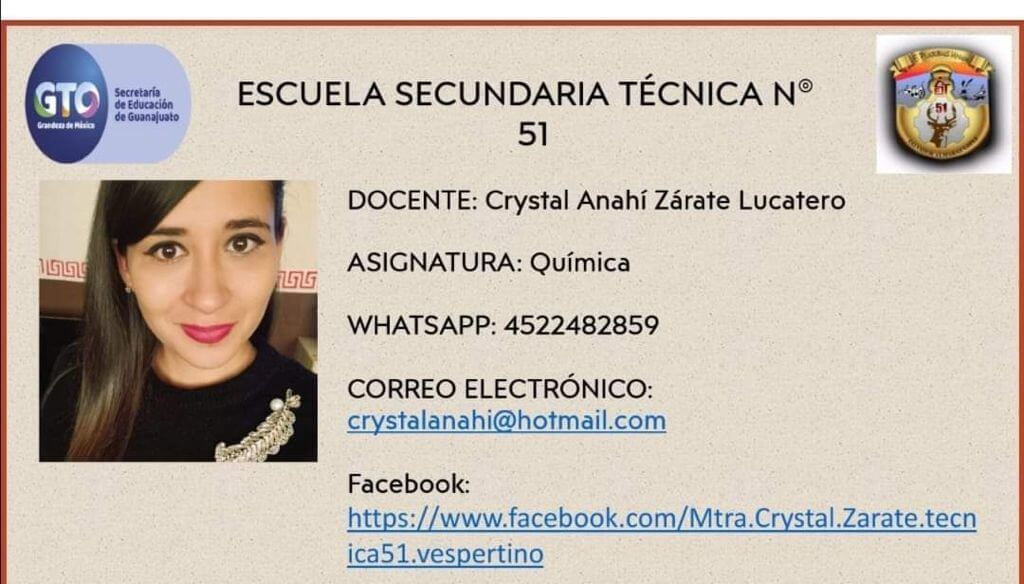 GTO
Grandeza de México
Secretaría
de Educación
de Guanajuato
ESCUELA SECUNDARIA TÉCNICA N°
51
51
DOCENTE: Crystal Anahí Zárate Lucatero
ASIGNATURA: Química
WHATSAPP: 4522482859
CORREO ELECTRÓNICO:
crystalanahi@hotmail.com
Facebook:
https://www.facebook.com/Mtra.Crystal.Zarate.tecn
ica51.vespertino